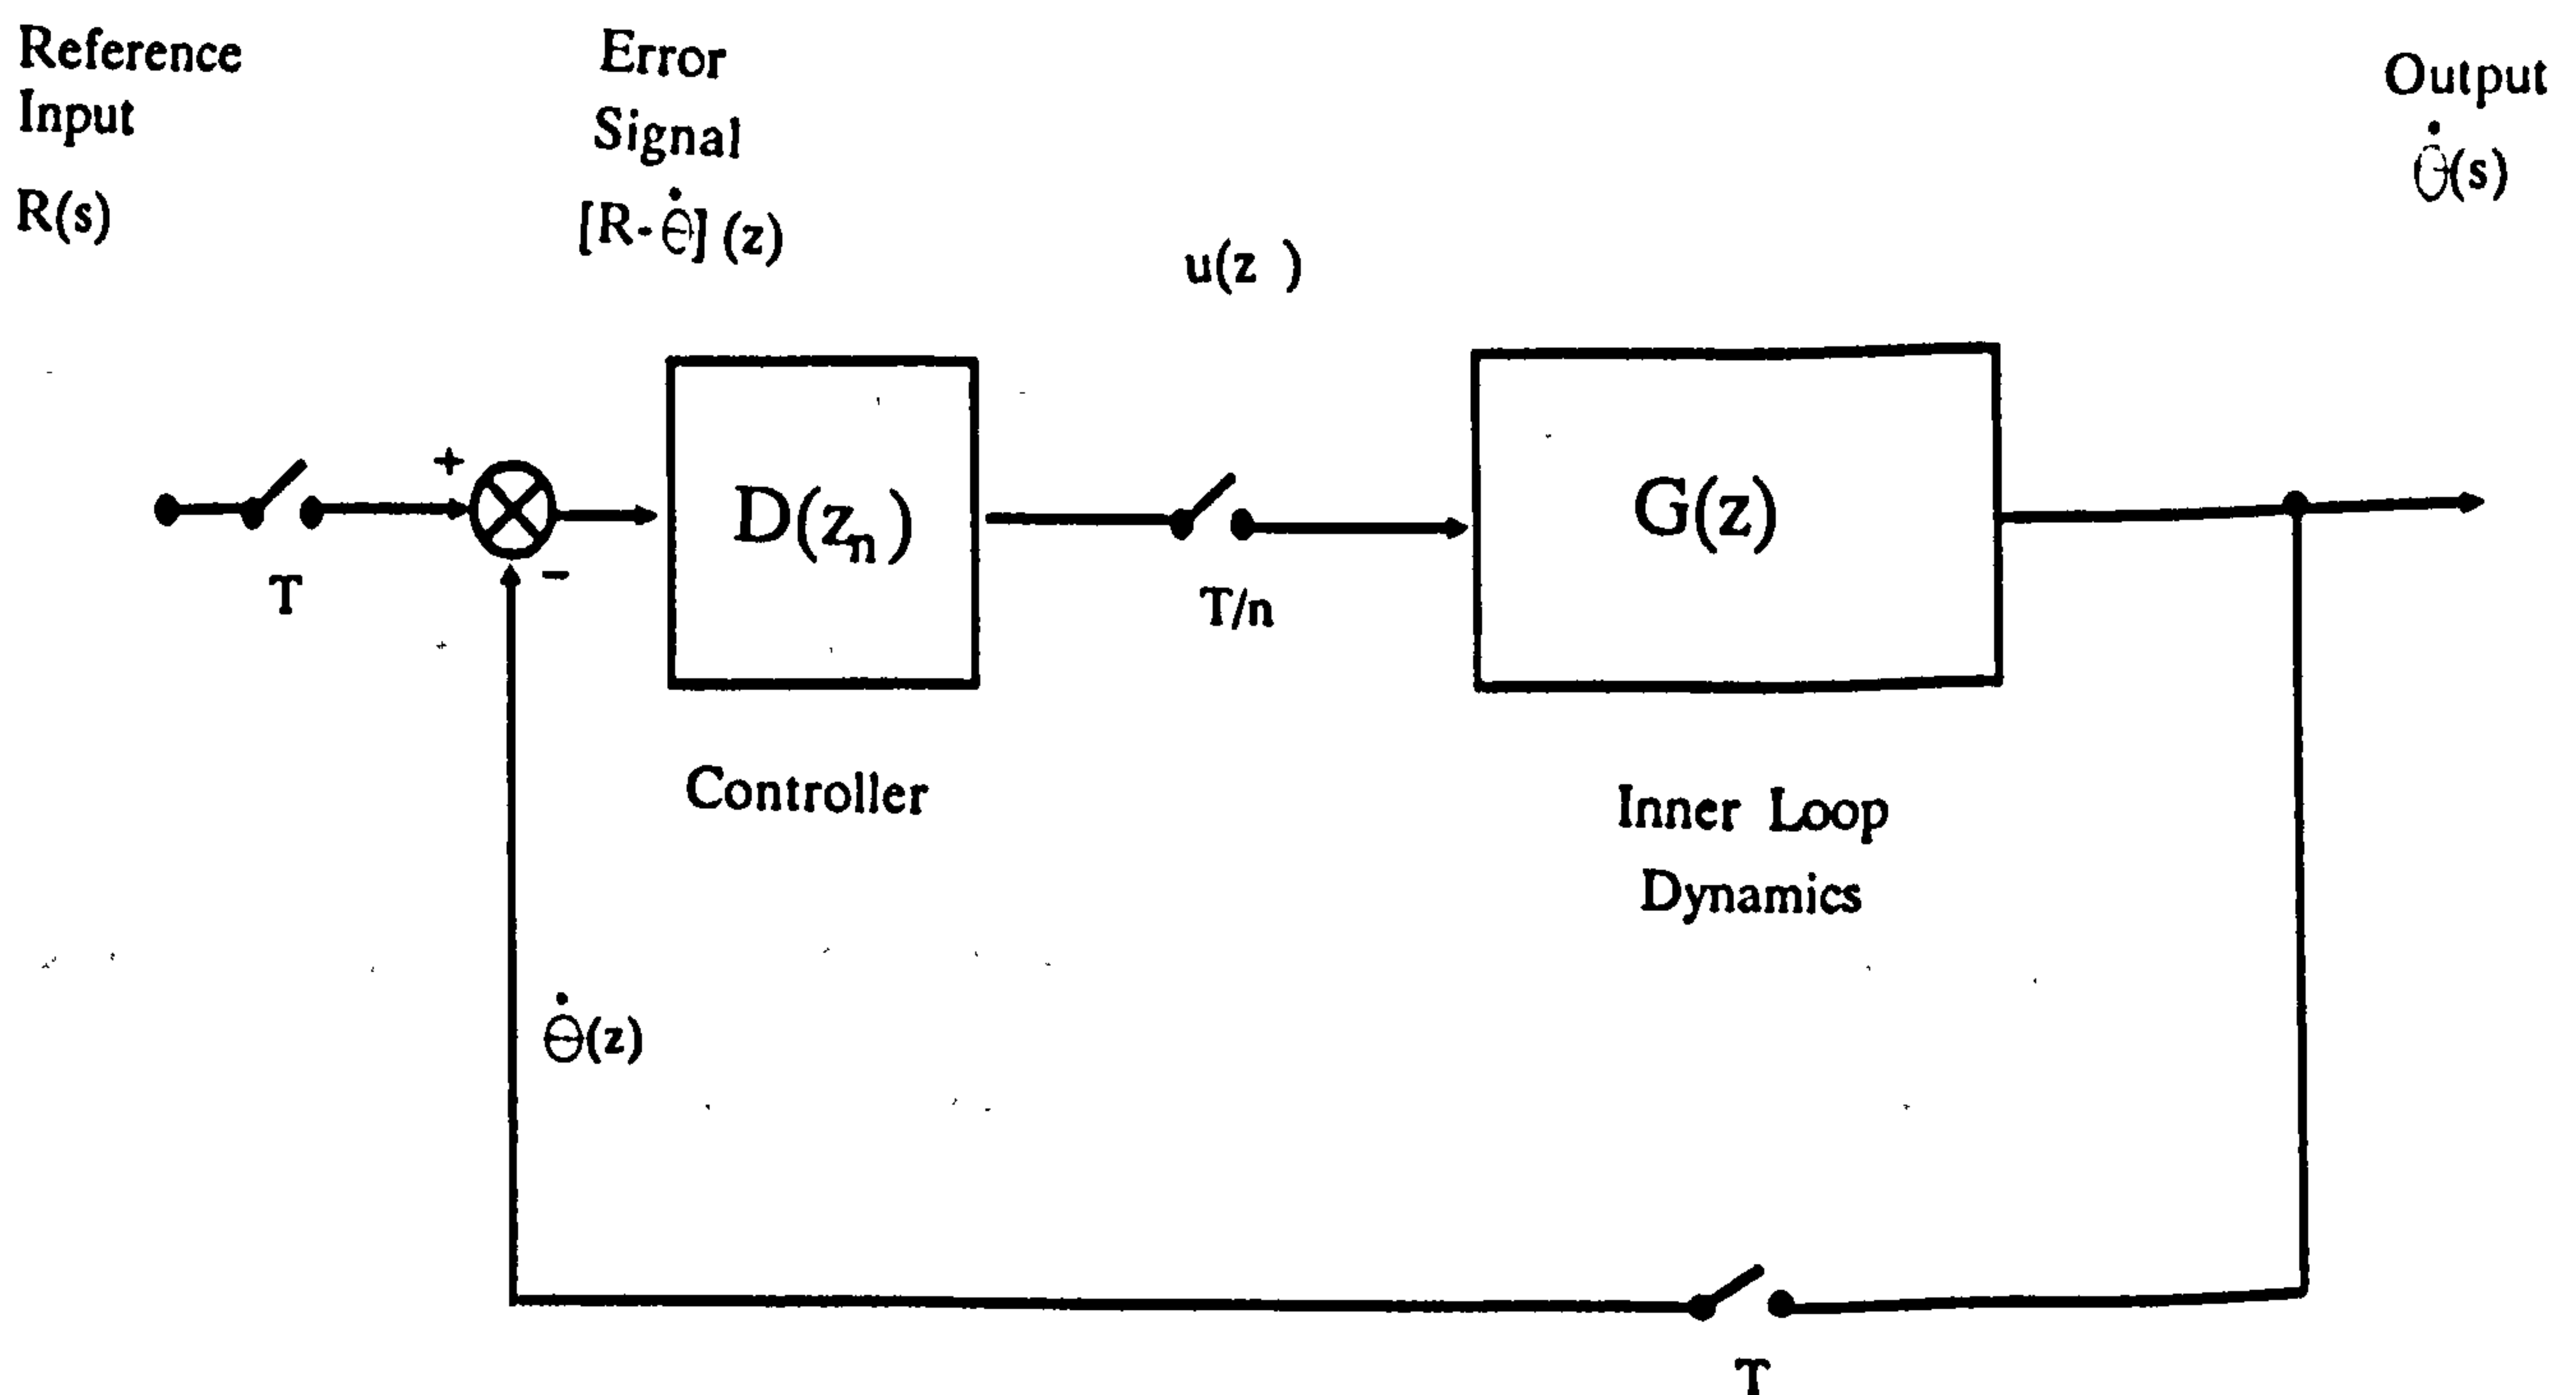 Reference
Input
R(s)
Error
Signal
[R-Θ̇] (z)
u(z )
Output
Θ̇(s)
+
-
T
D(zₙ)
T/n
G(z)
Controller
Inner Loop
Dynamics
Θ̇(z)
T